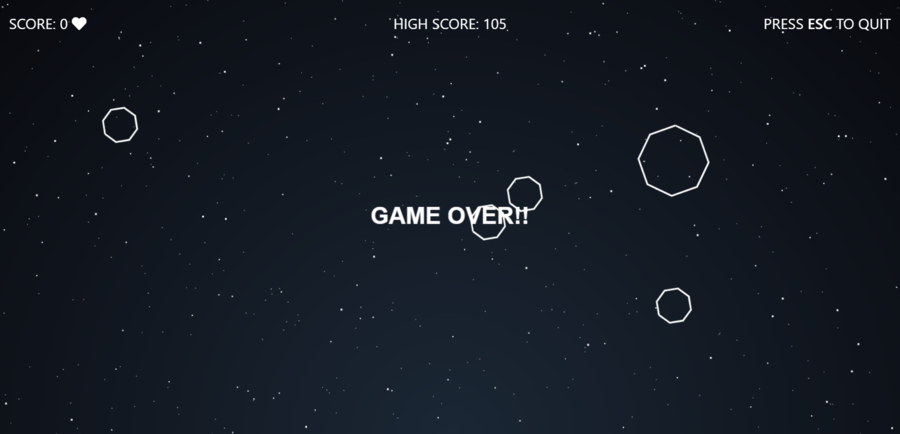 SCORE: 0
HIGH SCORE: 105
PRESS ESC TO QUIT
GAME OVER!!